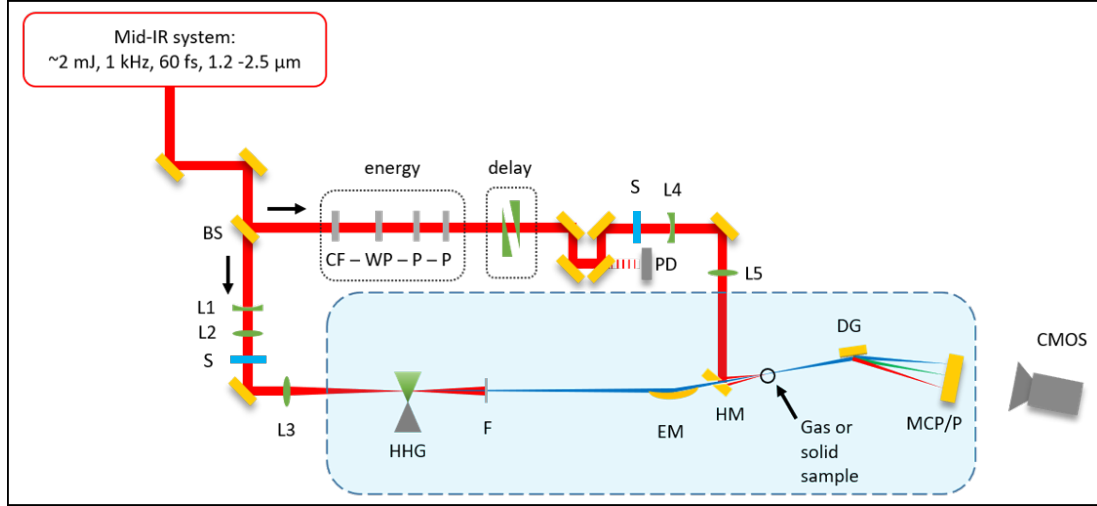 Mid-IR system:
~2 mJ, 1 kHz, 60 fs, 1.2 -2.5 µm
energy
delay
S
L4
BS
CF – WP – P – P
PD
L5
L1
L2
S
DG
CMOS
L3
HHG
F
EM
HM
Gas or
solid
sample
MCP/P